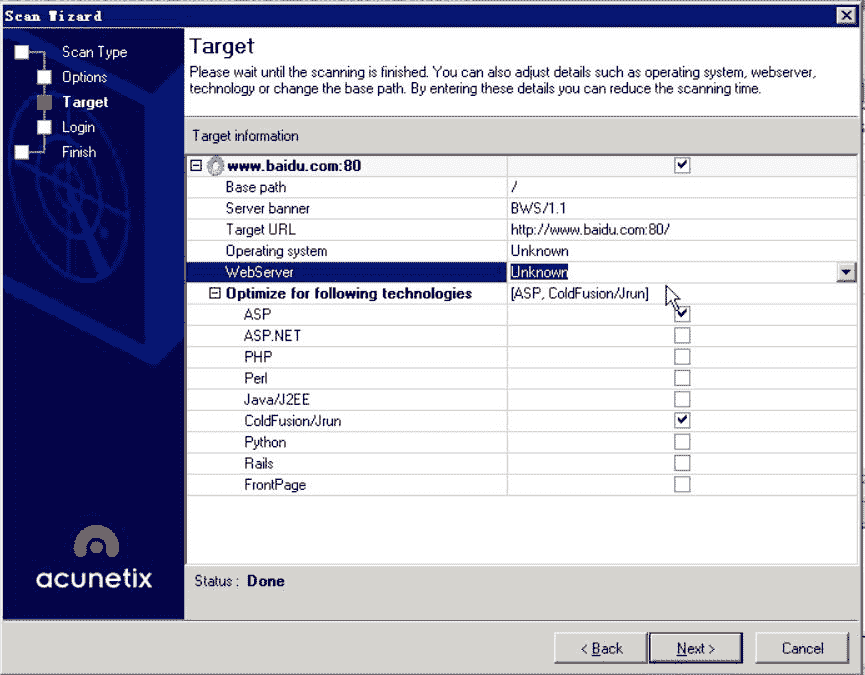 Scan Wizard
Scan Type
Options
Target
Login
Finish
acunetix
Target
Please wait until the scanning is finished. You can also adjust details such as operating system, webserver,
technology or change the base path. By entering these details you can reduce the scanning time.
Target information
www.baidu.com:80
Base path /
Server banner BWS/1.1
Target URL http://www.baidu.com:80/
Operating system Unknown
WebServer Unknown
Optimize for following technologies [ASP, ColdFusion/Jrun]
ASP
ASP.NET
PHP
Perl
Java/J2EE
ColdFusion/Jrun
Python
Rails
FrontPage
Status : Done
< Back Next > Cancel